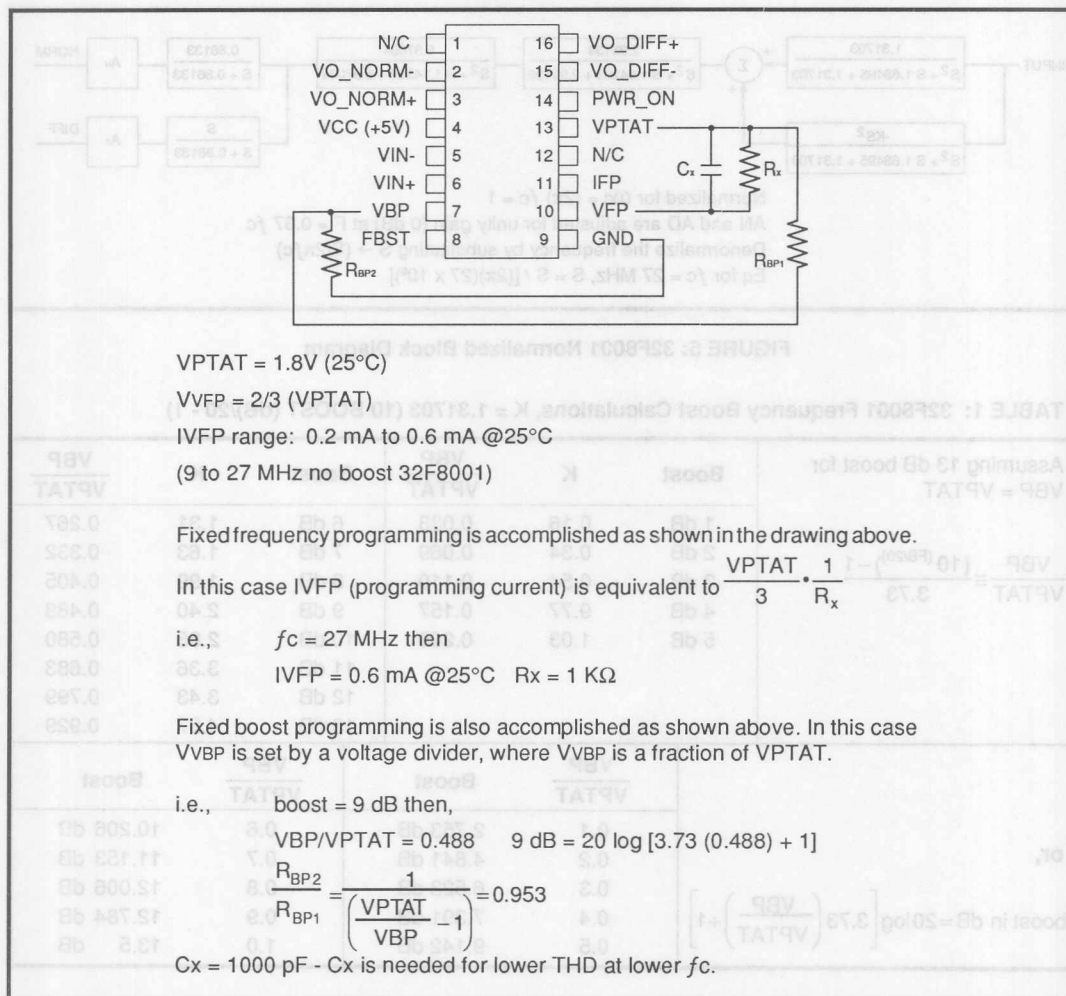 N/C 1 16 VO_DIFF+
VO_NORM- 2 15 VO_DIFF-
VO_NORM+ 3 14 PWR_ON
VCC (+5V) 4 13 VPTAT
VIN- 5 12 N/C
VIN+ 6 11 IFP
VBP 7 10 VFP
FBST 8 9 GND
Cx Rx
RBP2 RBP1
VPTAT = 1.8V (25°C)
VVFP = 2/3 (VPTAT)
IVFP range: 0.2 mA to 0.6 mA @25°C
(9 to 27 MHz no boost 32F8001)
Fixed frequency programming is accomplished as shown in the drawing above.
In this case IVFP (programming current) is equivalent to VPTAT/3 • 1/Rx
i.e., ƒc = 27 MHz then
IVFP = 0.6 mA @25°C Rx = 1 KΩ
Fixed boost programming is also accomplished as shown above. In this case
VVBP is set by a voltage divider, where VVBP is a fraction of VPTAT.
i.e., boost = 9 dB then,
VBP/VPTAT = 0.488 9 dB = 20 log [3.73 (0.488) + 1]
RBP2/RBP1 = 1/(VPTAT/VBP - 1) = 0.953
Cx = 1000 pF - Cx is needed for lower THD at lower ƒc.